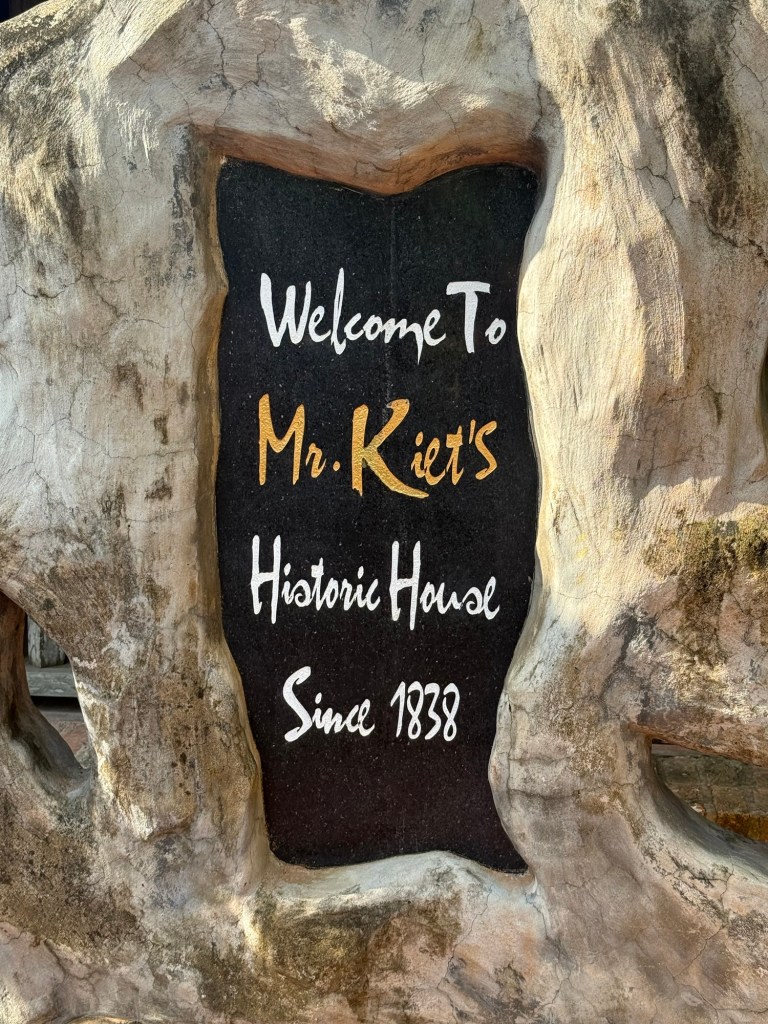 Welcome To
Mr. Kiet's
Historic House
Since 1838